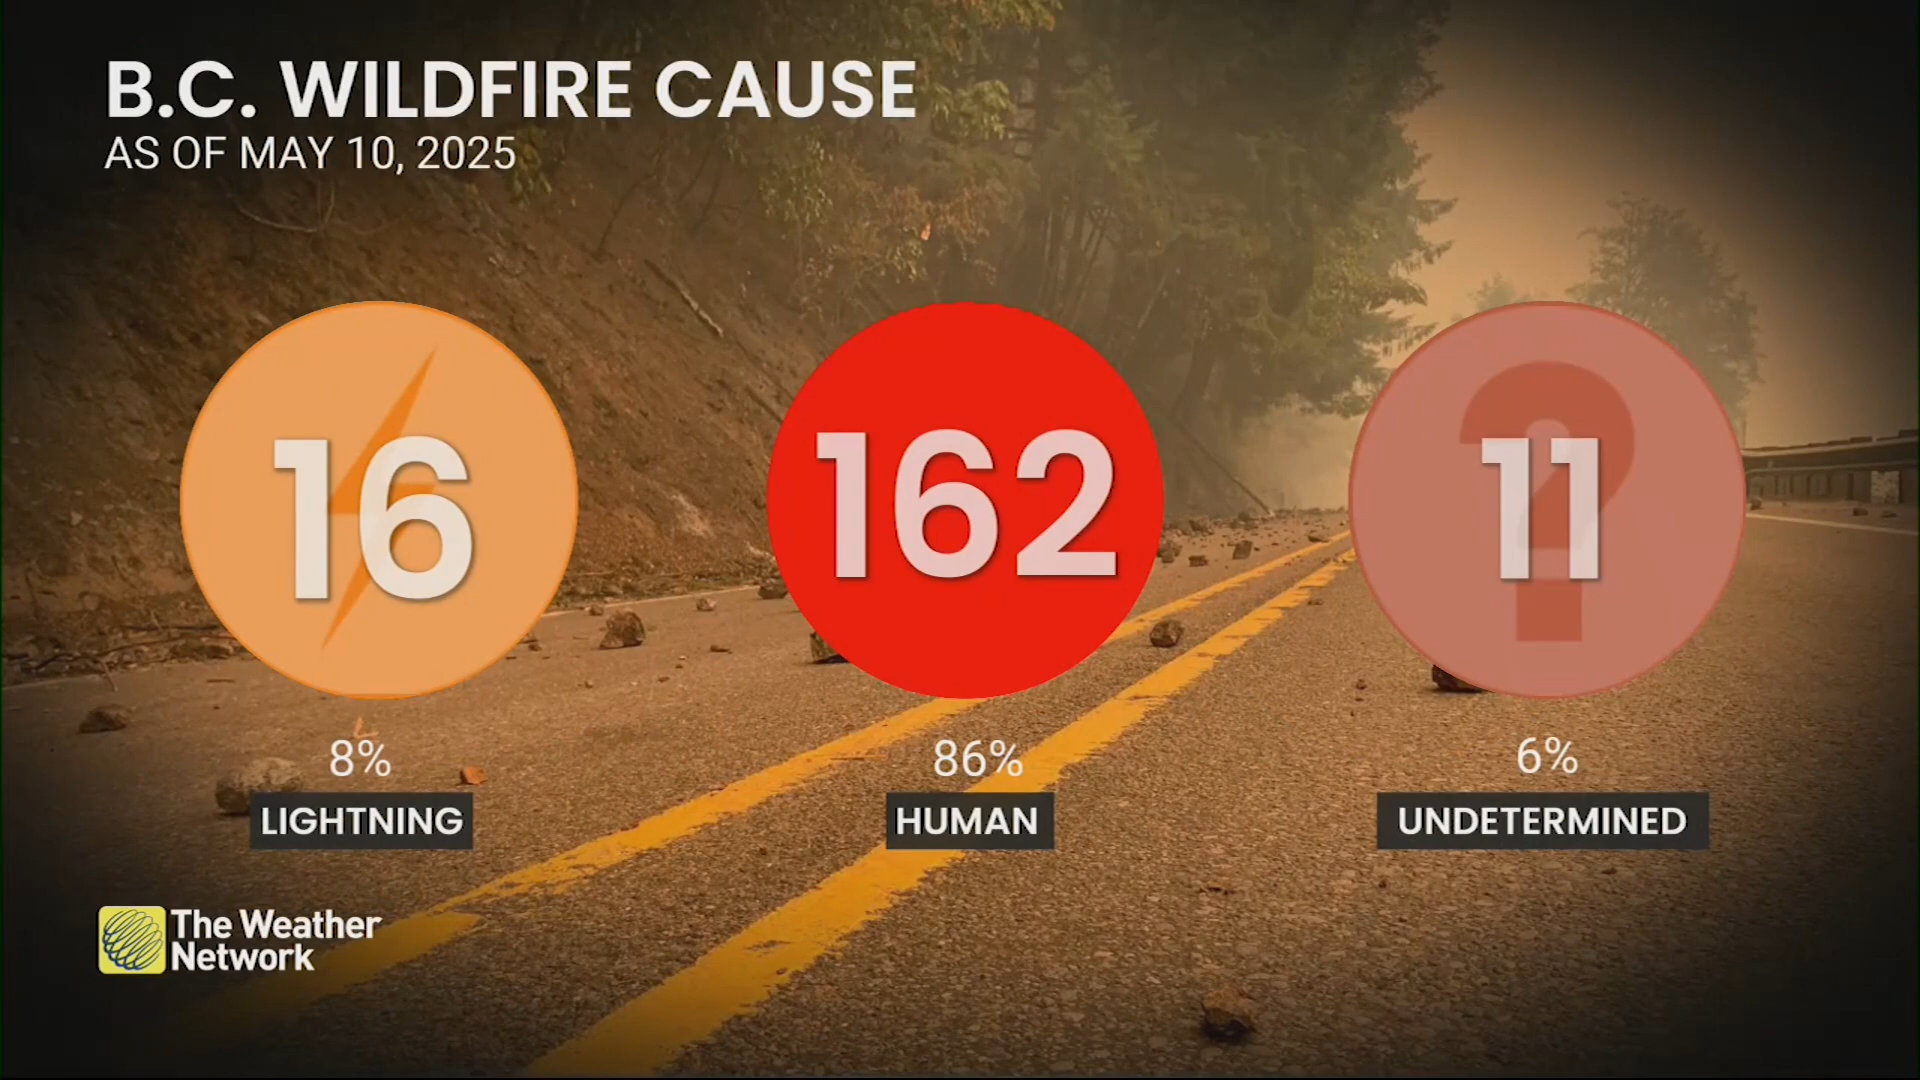 B.C. WILDFIRE CAUSE
AS OF MAY 10, 2025
16
162
11
8%
86%
6%
LIGHTNING
HUMAN
UNDETERMINED
The Weather
Network